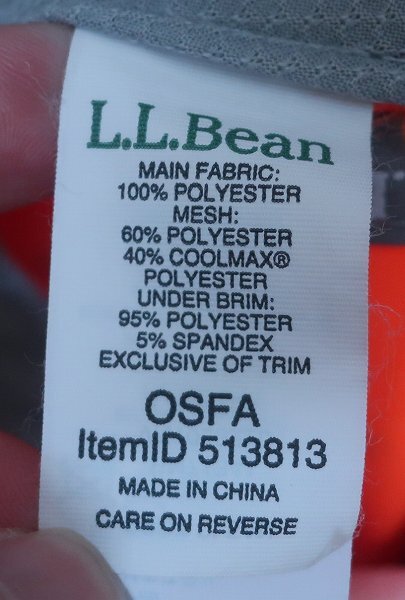 L.L.Bean
MAIN FABRIC:
100% POLYESTER
MESH:
60% POLYESTER
40% COOLMAX®
POLYESTER
UNDER BRIM:
95% POLYESTER
5% SPANDEX
EXCLUSIVE OF TRIM
OSFA
ItemID 513813
MADE IN CHINA
CARE ON REVERSE